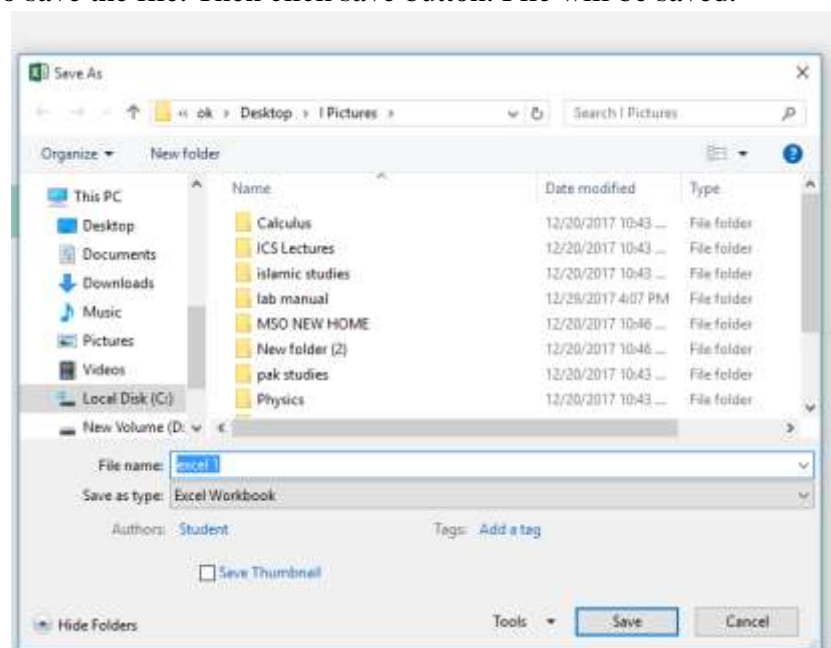 to save the file. Then click save button. File will be saved.
Save As
« ok › Desktop › I Pictures ›
Search I Pictures
Organize
New folder
This PC
Desktop
Documents
Downloads
Music
Pictures
Videos
Local Disk (C:)
New Volume (D:
Name Date modified Type
Calculus 12/20/2017 10:43 ... File folder
ICS Lectures 12/20/2017 10:43 ... File folder
islamic studies 12/20/2017 10:43 ... File folder
lab manual 12/29/2017 4:07 PM File folder
MSO NEW HOME 12/20/2017 10:46 ... File folder
New folder (2) 12/20/2017 10:46 ... File folder
pak studies 12/20/2017 10:43 ... File folder
Physics 12/20/2017 10:43 ... File folder
File name: excel 1
Save as type: Excel Workbook
Authors: Student Tags: Add a tag
Save Thumbnail
Hide Folders Tools Save Cancel